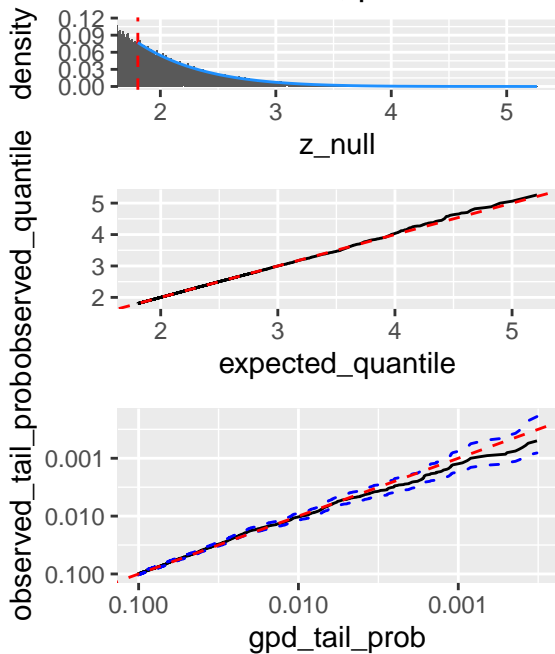 0.12
0.09
0.06
0.03
0.00
density
2 3 4 5
z_null
5
4
3
2
observed_quantile
2 3 4 5
expected_quantile
0.001
0.010
0.100
observed_tail_prob
0.100 0.010 0.001
gpd_tail_prob